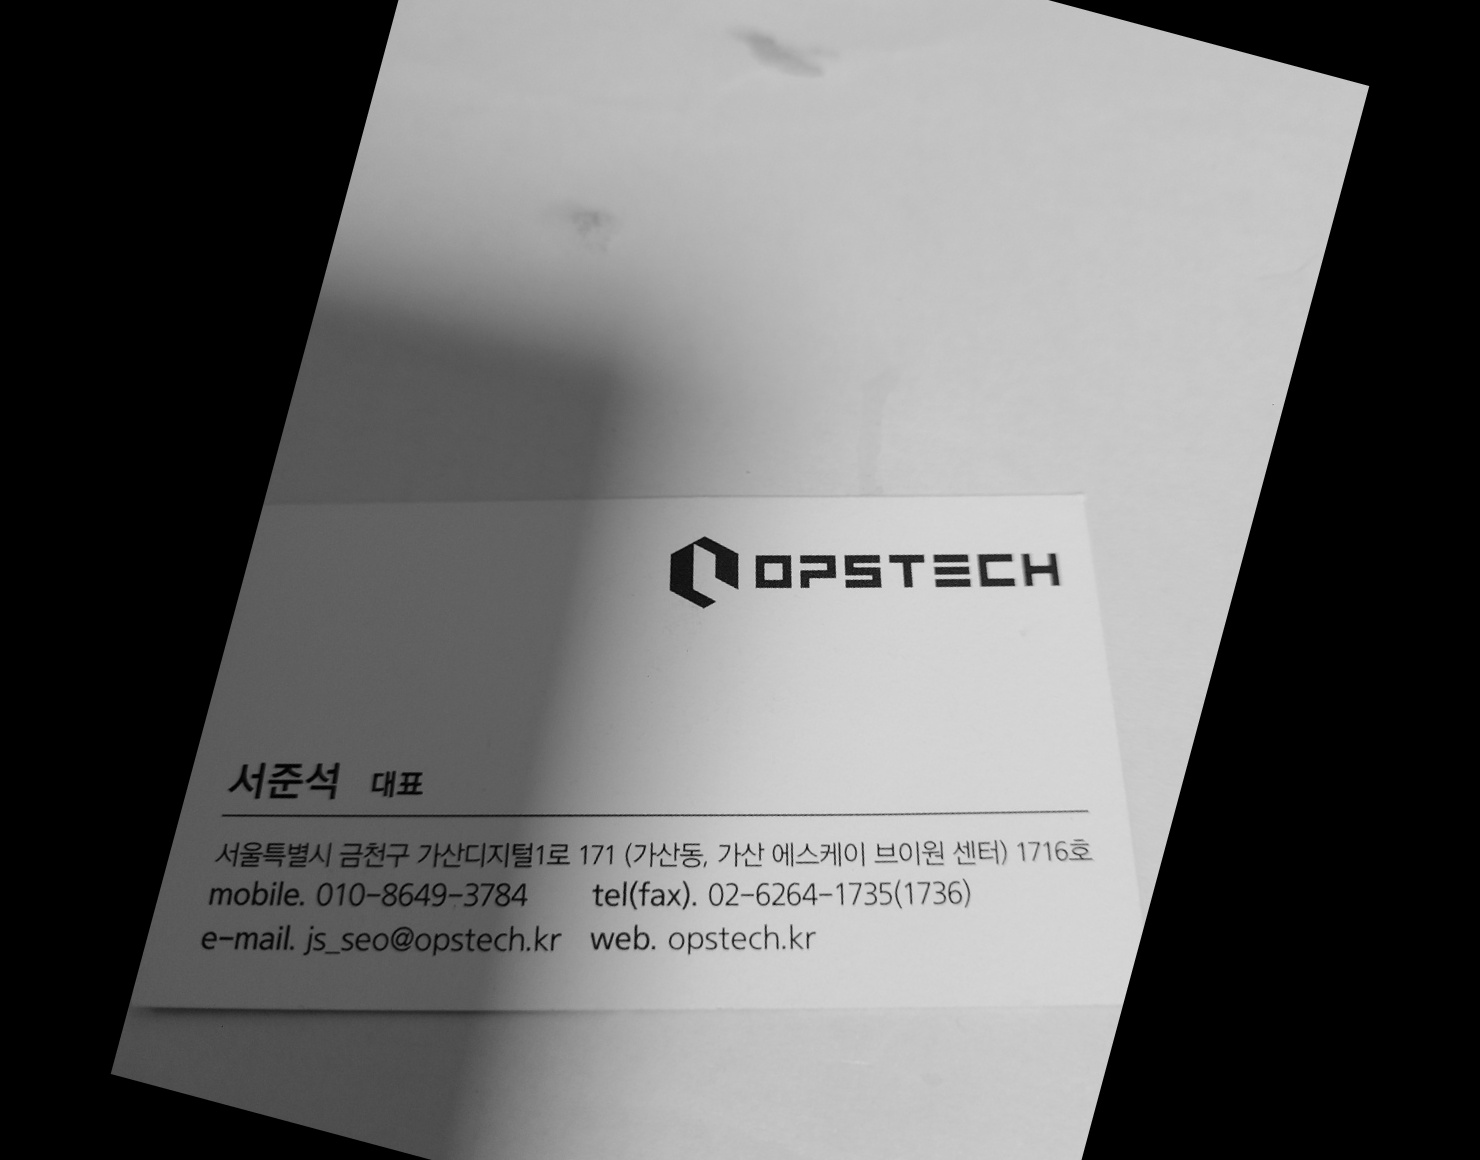 OPSTECH
서준석 대표
서울특별시 금천구 가산디지털1로 171 (가산동, 가산 에스케이 브이원 센터) 1716호
mobile. 010-8649-3784 tel(fax). 02-6264-1735(1736)
e-mail. js_seo@opstech.kr web. opstech.kr